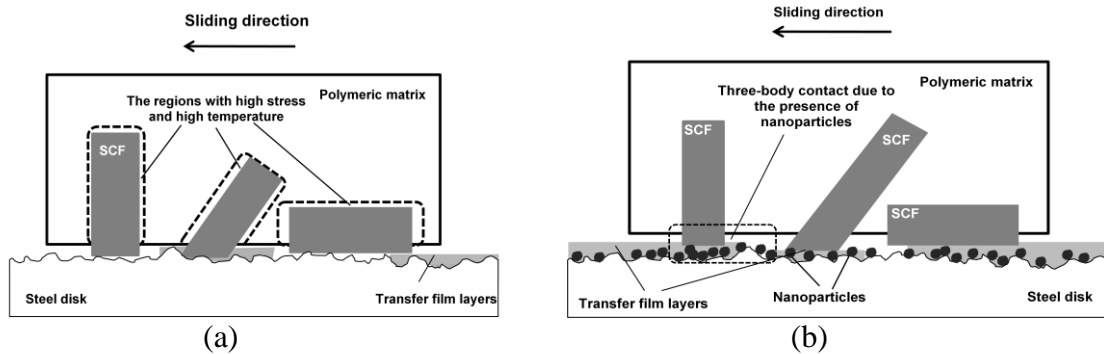 Sliding direction
Polymeric matrix
The regions with high stress
and high temperature
SCF
Steel disk
Transfer film layers
(a)
Sliding direction
Polymeric matrix
Three-body contact due to
the presence of
nanoparticles
SCF
SCF
SCF
Transfer film layers
Nanoparticles
Steel disk
(b)